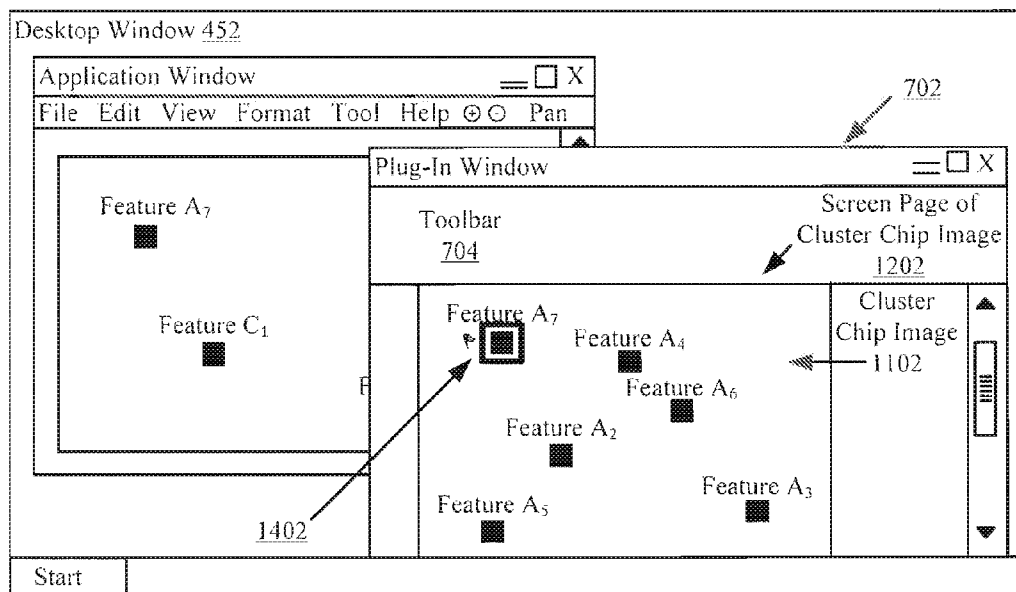 Desktop Window 452
Application Window X
File Edit View Format Tool Help Pan
702
Plug-In Window X
Feature A7
Toolbar
704
Screen Page of
Cluster Chip Image
1202
Feature C1
F
Feature A7
Feature A4
Feature A6
Feature A2
Feature A3
Feature A5
Cluster
Chip Image
1102
1402
Start